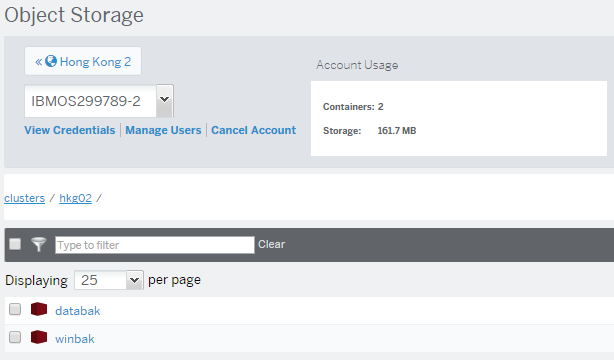 Object Storage
« Hong Kong 2
Account Usage
IBMOS299789-2
Containers: 2
View Credentials | Manage Users | Cancel Account
Storage: 161.7 MB
clusters / hkg02 /
Type to filter Clear
Displaying 25 per page
databak
winbak